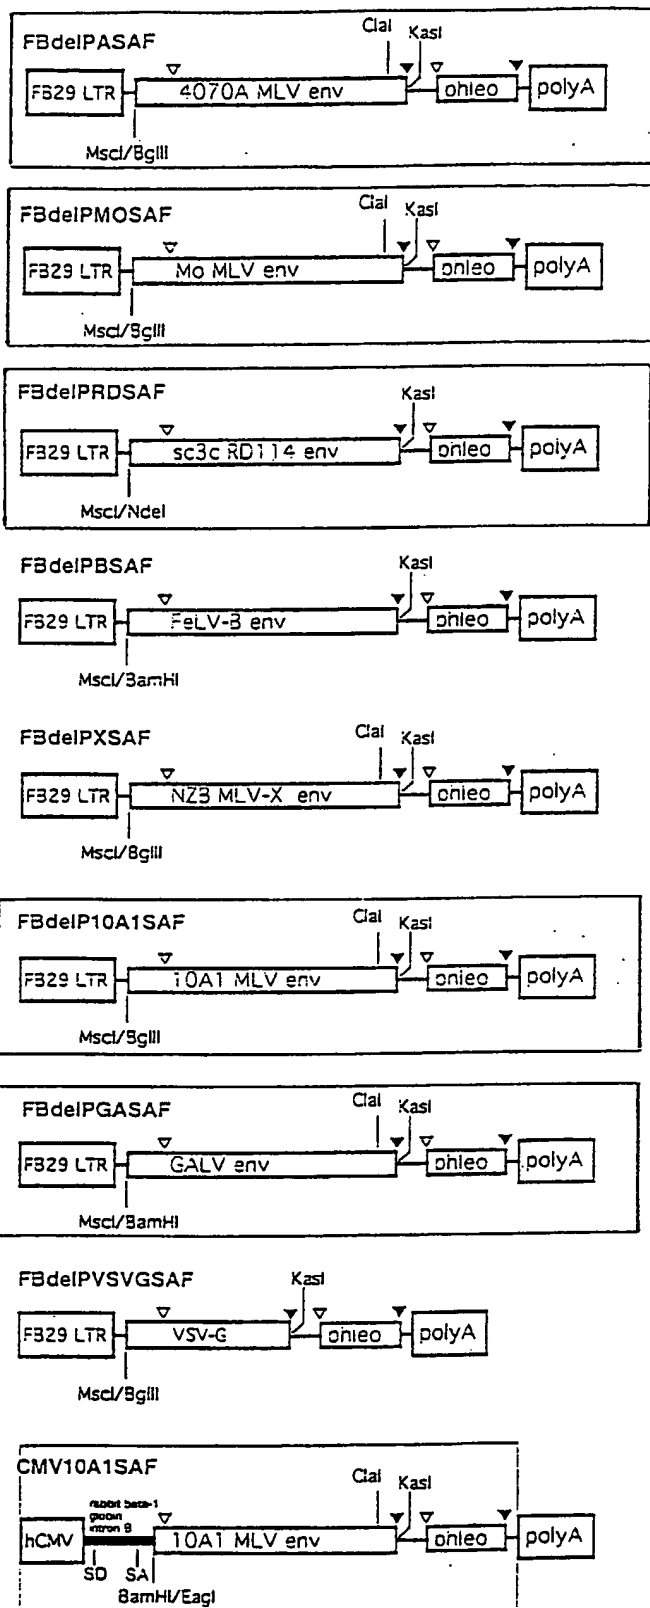 FBdelPASAF
ClaI
KasI
FB29 LTR
4070A MLV env
phleo
polyA
MscI/BglII
FBdelPMOSAF
ClaI
KasI
FB29 LTR
Mo MLV env
phleo
polyA
MscI/BglII
FBdelPRDSAF
KasI
FB29 LTR
sc3c RD114 env
phleo
polyA
MscI/NdeI
FBdelPBSAF
KasI
FB29 LTR
FeLV-B env
phleo
polyA
MscI/BamHI
FBdelPXSAF
ClaI
KasI
FB29 LTR
NZB MLV-X env
phleo
polyA
MscI/BglII
FBdelP10A1SAF
ClaI
KasI
FB29 LTR
10A1 MLV env
phleo
polyA
MscI/BglII
FBdelPGASAF
ClaI
KasI
FB29 LTR
GALV env
phleo
polyA
MscI/BamHI
FBdelPVSVGSAF
KasI
FB29 LTR
VSV-G
phleo
polyA
MscI/BglII
CMV10A1SAF
ClaI
KasI
rabbit beta-1
globin
intron B
hCMV
10A1 MLV env
phleo
polyA
SD
SA
BamHI/EagI